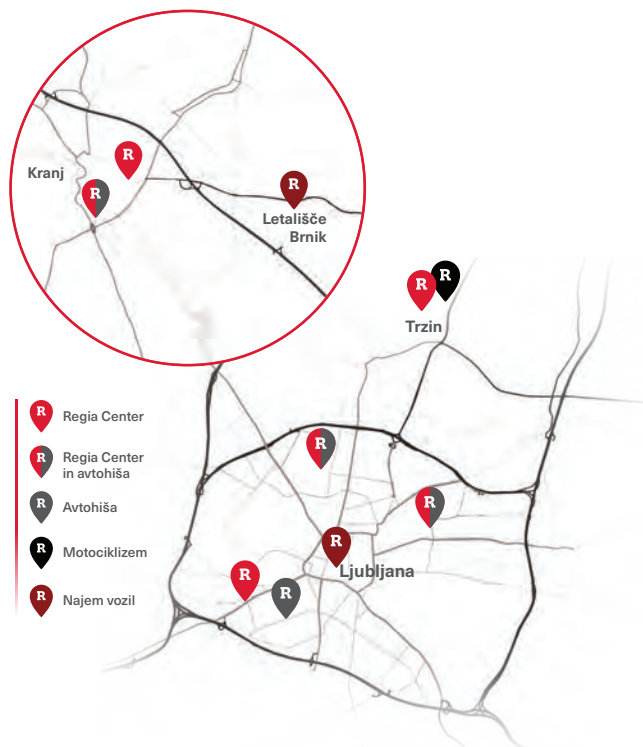 R
Kranj
R
R
Letališče
Brnik
R
R
Trzin
R
Regia Center
R
Regia Center
in avtohiša
R
Avtohiša
R
Motociklizem
R
Najem vozil
R
R
R
Ljubljana
R
R